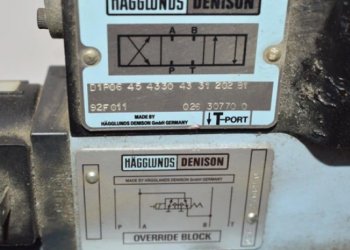 HÄGGLUNDS DENISON
A B
P T
D1P06 45 4330 43 31 202 B1
92F011 026 30770 0
MADE BY
HÄGGLUNDS DENISON GmbH GERMANY
T-PORT
HÄGGLUNDS DENISON
MADE BY HÄGGLUNDS DENISON GmbH GERMANY
P A B T
OVERRIDE BLOCK